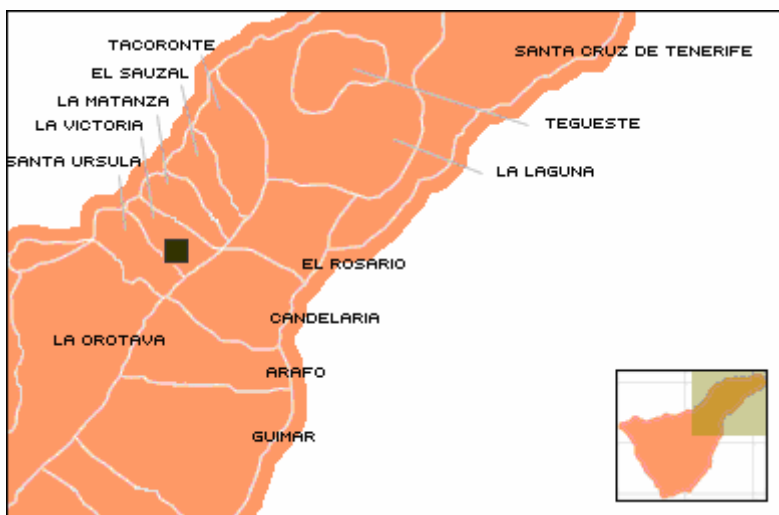 TACORONTE
SANTA CRUZ DE TENERIFE
EL SAUZAL
LA MATANZA
LA VICTORIA
TEGUESTE
SANTA URSULA
LA LAGUNA
EL ROSARIO
CANDELARIA
LA OROTAVA
ARAFO
GUIMAR